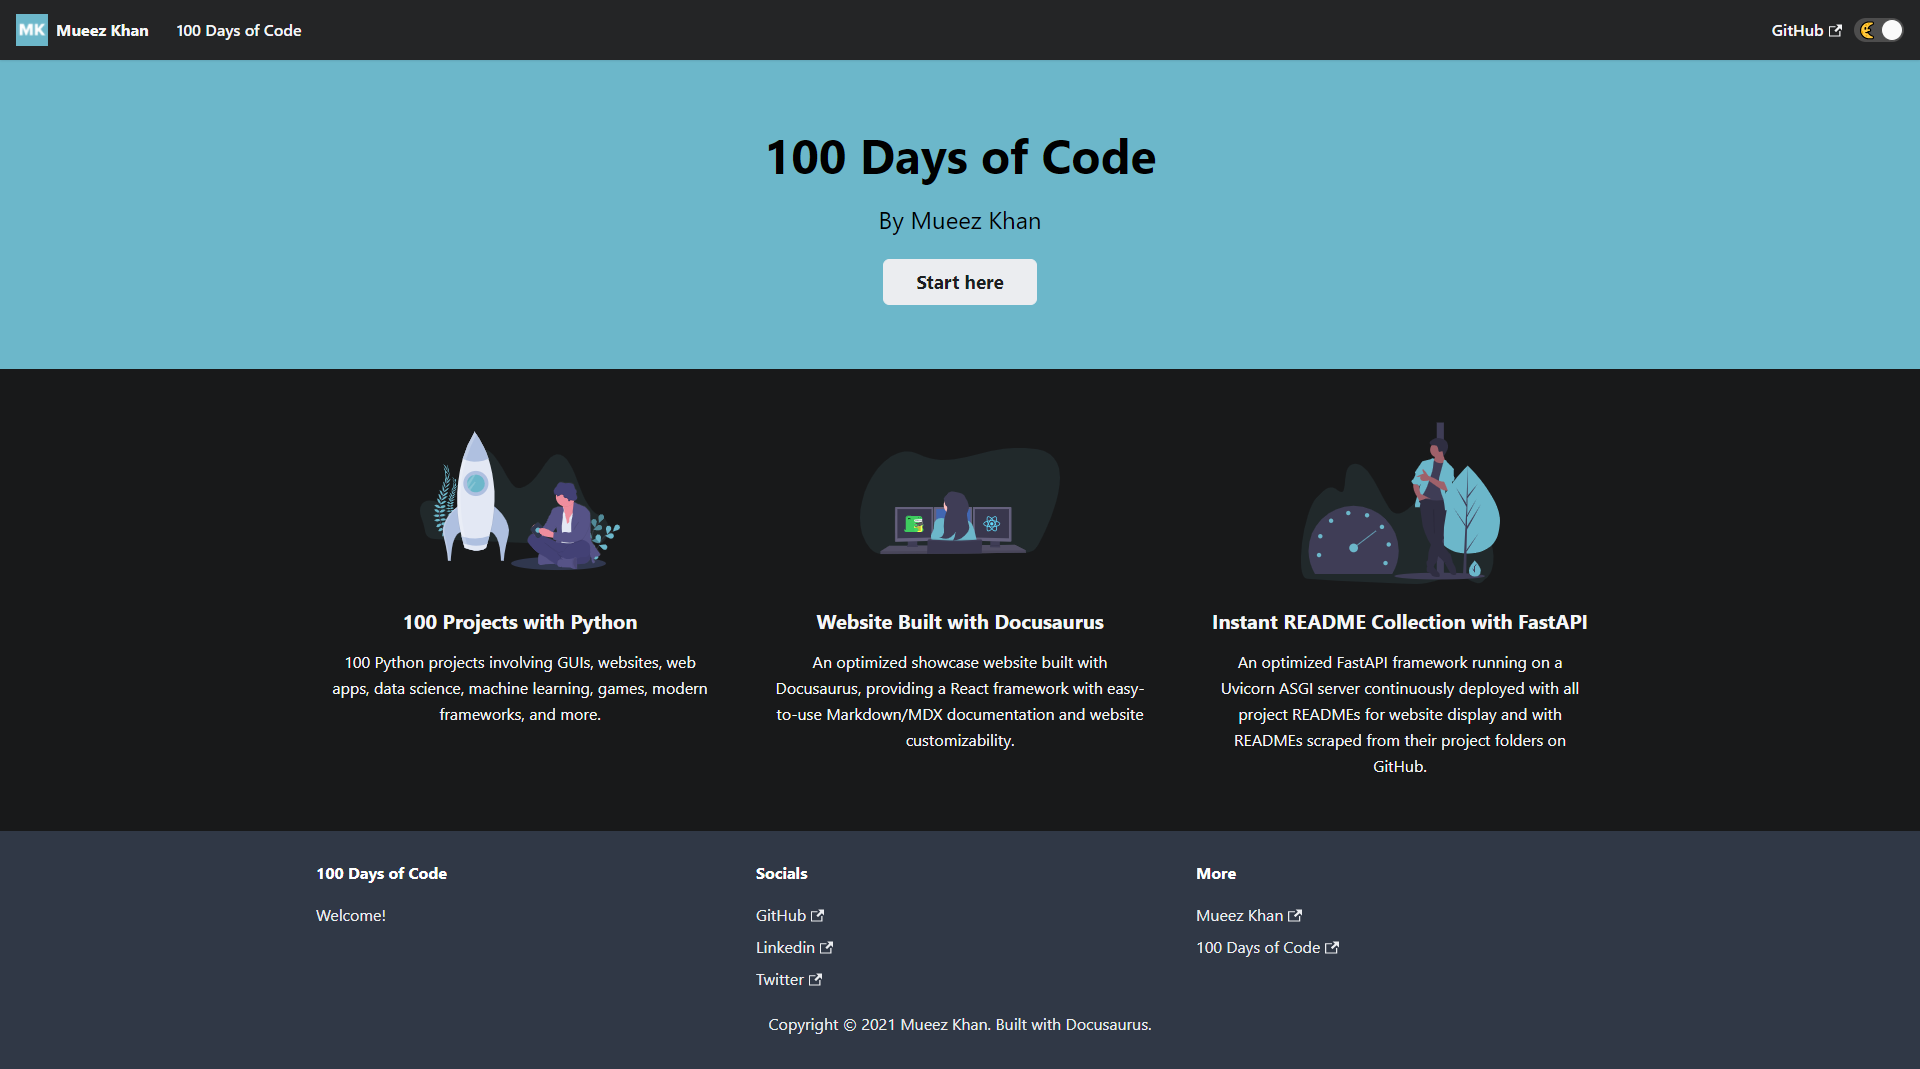 MK Mueez Khan 100 Days of Code GitHub
100 Days of Code
By Mueez Khan
Start here
100 Projects with Python
100 Python projects involving GUIs, websites, web
apps, data science, machine learning, games, modern
frameworks, and more.
Website Built with Docusaurus
An optimized showcase website built with
Docusaurus, providing a React framework with easy-
to-use Markdown/MDX documentation and website
customizability.
Instant README Collection with FastAPI
An optimized FastAPI framework running on a
Uvicorn ASGI server continuously deployed with all
project READMEs for website display and with
READMEs scraped from their project folders on
GitHub.
100 Days of Code
Welcome!
Socials
GitHub
Linkedin
Twitter
More
Mueez Khan
100 Days of Code
Copyright © 2021 Mueez Khan. Built with Docusaurus.